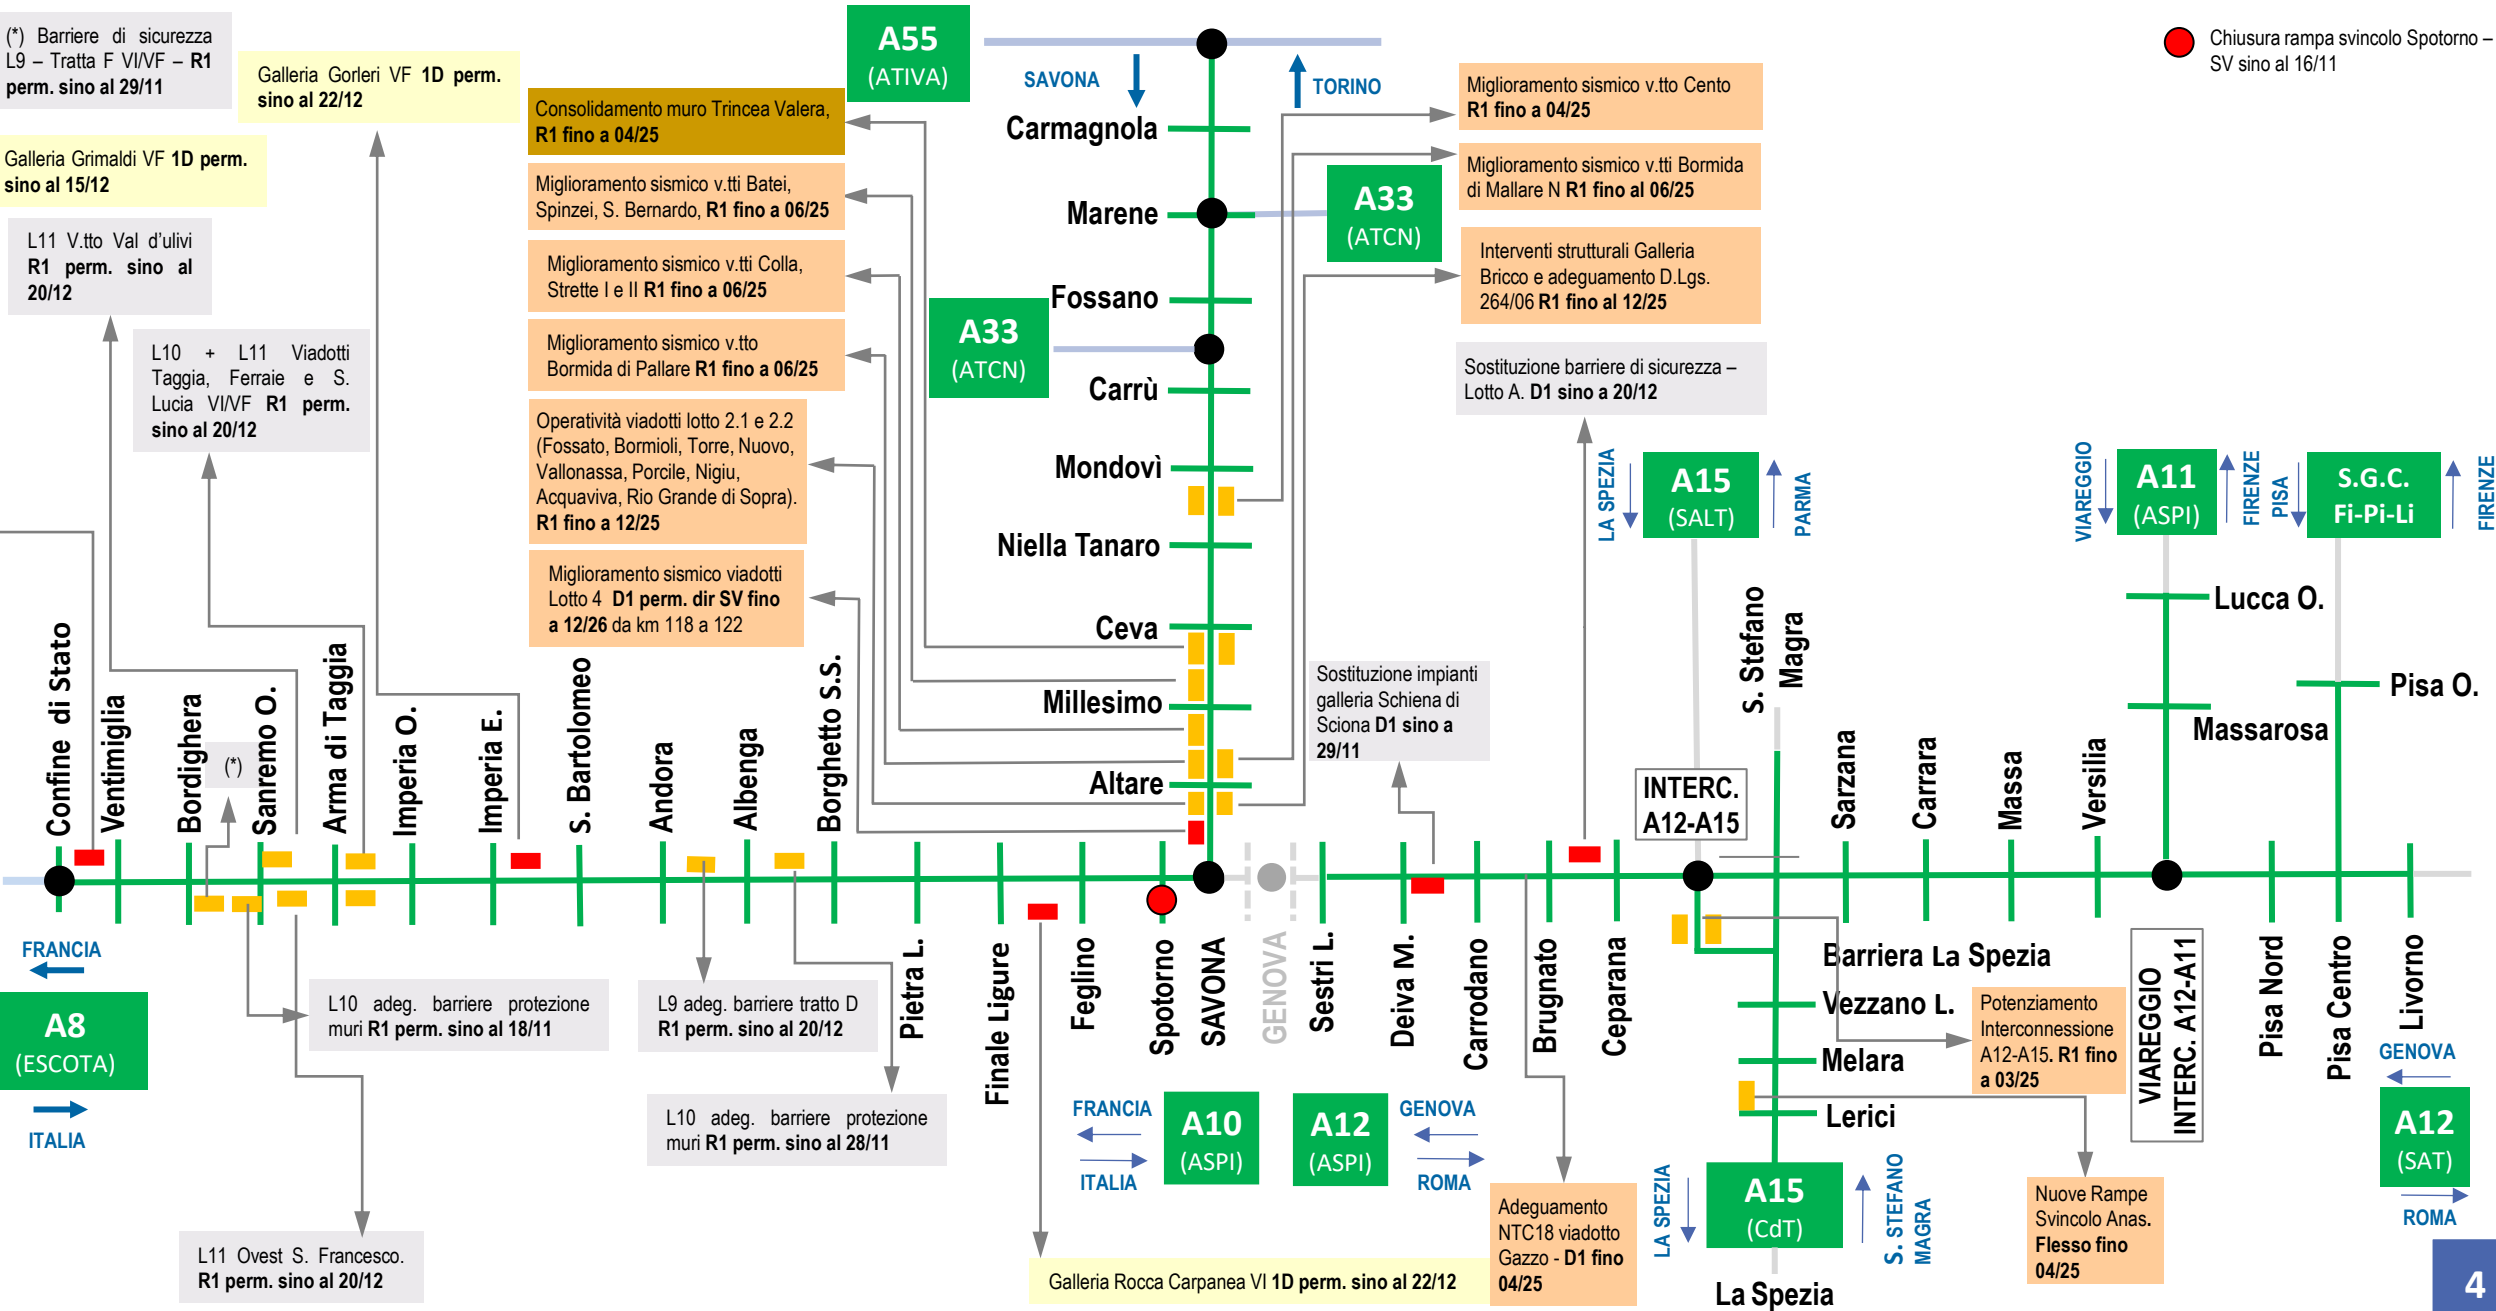 (*) Barriere di sicurezza
L9 – Tratta F VI/VF – R1
perm. sino al 29/11
Galleria Gorleri VF 1D perm.
sino al 22/12
Galleria Grimaldi VF 1D perm.
sino al 15/12
L11 V.tto Val d'ulivi
R1 perm. sino al
20/12
L10 + L11 Viadotti
Taggia, Ferraie e S.
Lucia VI/VF R1 perm.
sino al 20/12
Consolidamento muro Trincea Valera,
R1 fino a 04/25
Miglioramento sismico v.tti Batei,
Spinzei, S. Bernardo, R1 fino a 06/25
Miglioramento sismico v.tti Colla,
Strette I e II R1 fino a 06/25
Miglioramento sismico v.tto
Bormida di Pallare R1 fino a 06/25
Operatività viadotti lotto 2.1 e 2.2
(Fossato, Bormioli, Torre, Nuovo,
Vallonassa, Porcile, Nigiu,
Acquaviva, Rio Grande di Sopra).
R1 fino a 12/25
Miglioramento sismico viadotti
Lotto 4 D1 perm. dir SV fino
a 12/26 da km 118 a 122
A55
(ATIVA)
SAVONA
TORINO
Carmagnola
Marene
Fossano
Carrù
Mondovì
Niella Tanaro
Ceva
Millesimo
Altare
A33
(ATCN)
A33
(ATCN)
Chiusura rampa svincolo Spotorno –
SV sino al 16/11
Miglioramento sismico v.tto Cento
R1 fino a 04/25
Miglioramento sismico v.tti Bormida
di Mallare N R1 fino al 06/25
Interventi strutturali Galleria
Bricco e adeguamento D.Lgs.
264/06 R1 fino al 12/25
Sostituzione barriere di sicurezza –
Lotto A. D1 sino a 20/12
Sostituzione impianti
galleria Schiena di
Sciona D1 sino a
29/11
LA SPEZIA
A15
(SALT)
PARMA
VIAREGGIO
A11
(ASPI)
FIRENZE
PISA
S.G.C.
Fi-Pi-Li
FIRENZE
Lucca O.
Massarosa
Pisa O.
INTERC.
A12-A15
S. Stefano
Magra
Confine di Stato
Ventimiglia
Bordighera
(*)
Sanremo O.
Arma di Taggia
Imperia O.
Imperia E.
S. Bartolomeo
Andora
Albenga
Borghetto S.S.
Sarzana
Carrara
Massa
Versilia
Pietra L.
Finale Ligure
Feglino
Spotorno
SAVONA
GENOVA
Sestri L.
Deiva M.
Carrodano
Brugnato
Ceparana
Barriera La Spezia
Vezzano L.
Melara
Lerici
VIAREGGIO
INTERC. A12-A11
Pisa Nord
Pisa Centro
Livorno
FRANCIA
A8
(ESCOTA)
ITALIA
L10 adeg. barriere protezione
muri R1 perm. sino al 18/11
L9 adeg. barriere tratto D
R1 perm. sino al 20/12
L10 adeg. barriere protezione
muri R1 perm. sino al 28/11
L11 Ovest S. Francesco.
R1 perm. sino al 20/12
FRANCIA
ITALIA
A10
(ASPI)
A12
(ASPI)
GENOVA
ROMA
Galleria Rocca Carpanea VI 1D perm. sino al 22/12
Adeguamento
NTC18 viadotto
Gazzo - D1 fino
04/25
LA SPEZIA
A15
(CdT)
S. STEFANO
MAGRA
La Spezia
Potenziamento
Interconnessione
A12-A15. R1 fino
a 03/25
Nuove Rampe
Svincolo Anas.
Flesso fino
04/25
GENOVA
A12
(SAT)
ROMA
4